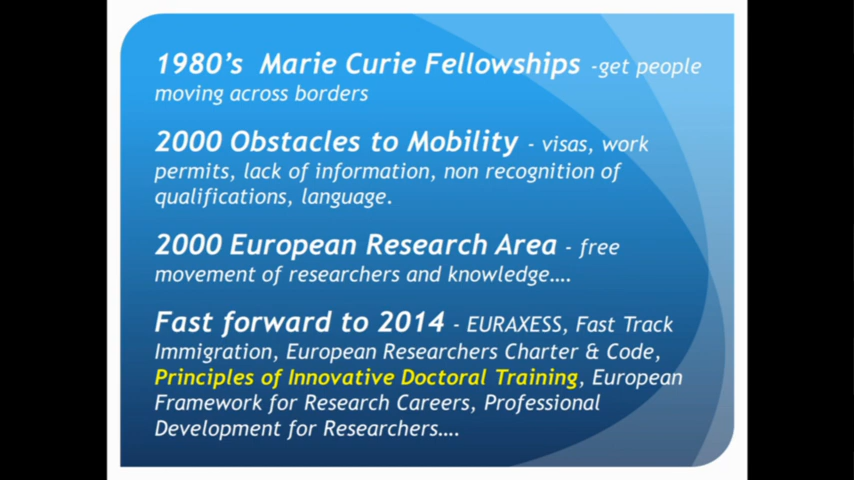 1980’s  Marie Curie Fellowships -get people
moving across borders
2000 Obstacles to Mobility - visas, work
permits, lack of information, non recognition of
qualifications, language.
2000 European Research Area - free
movement of researchers and knowledge….
Fast forward to 2014 - EURAXESS, Fast Track
Immigration, European Researchers Charter & Code,
Principles of Innovative Doctoral Training, European
Framework for Research Careers, Professional
Development for Researchers….